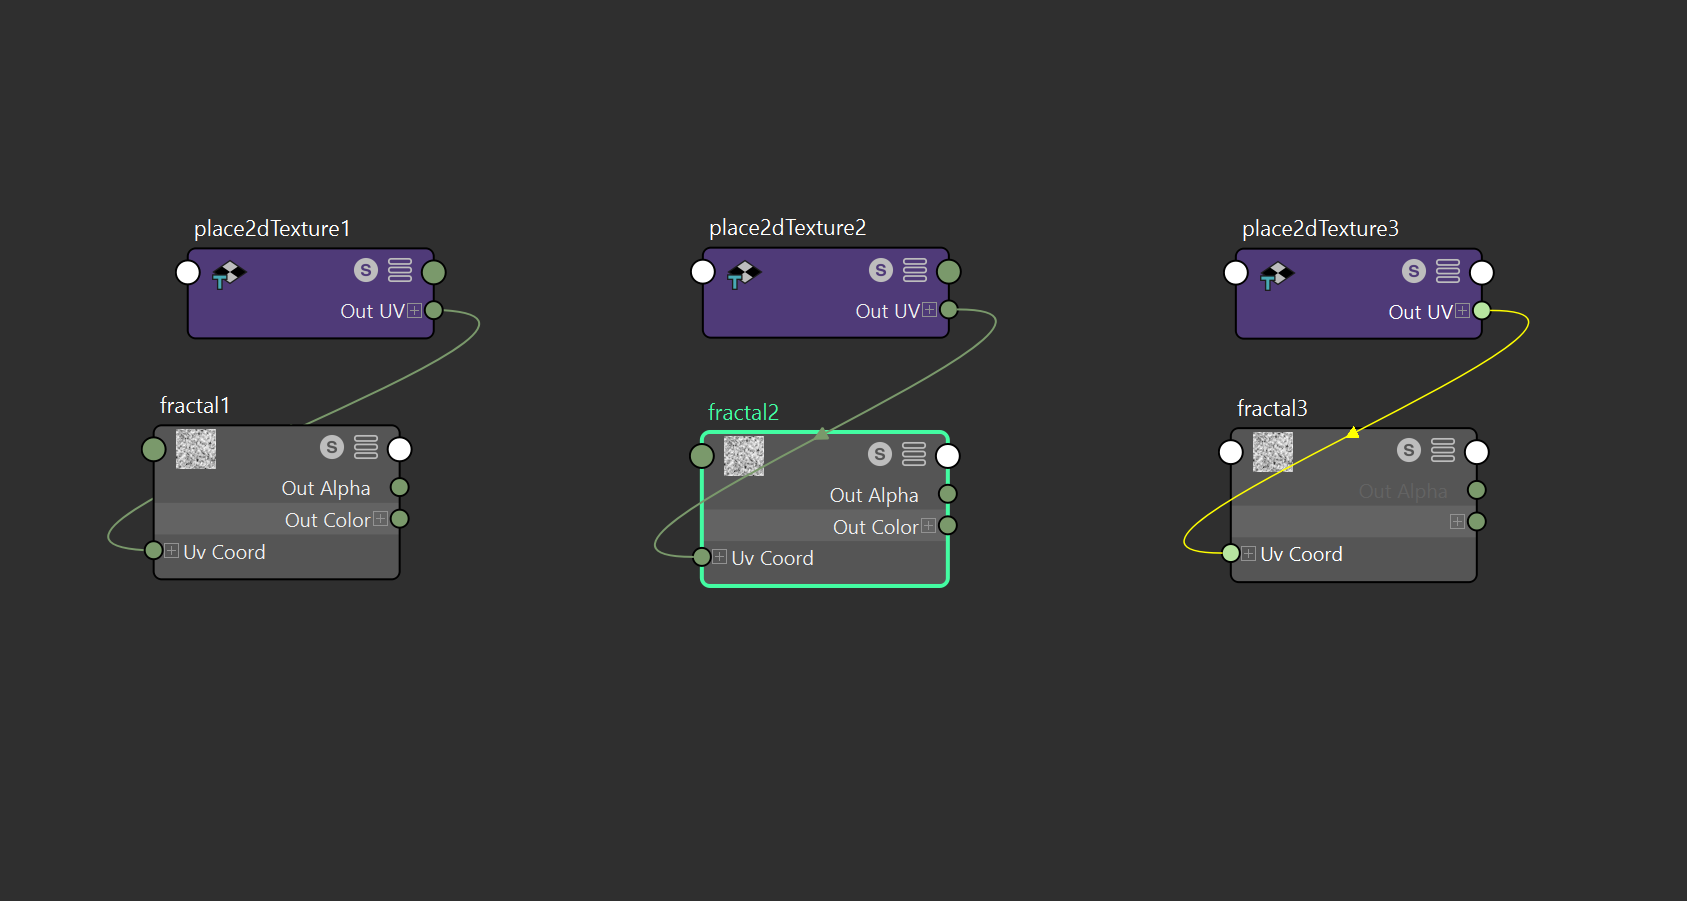 place2dTexture1
S
T
Out UV
fractal1
S
Out Alpha
Out Color
Uv Coord
place2dTexture2
S
T
Out UV
fractal2
S
Out Alpha
Out Color
Uv Coord
place2dTexture3
S
T
Out UV
fractal3
S
Out Alpha
Uv Coord